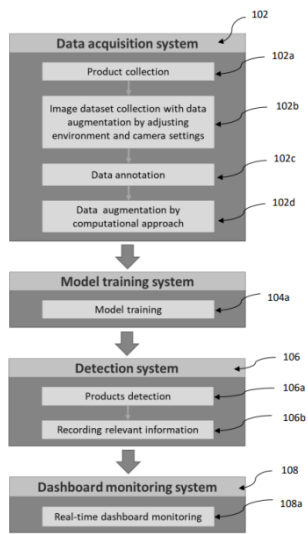 102
Data acquisition system
102a
Product collection
102b
Image dataset collection with data
augmentation by adjusting
environment and camera settings
102c
Data annotation
102d
Data augmentation by
computational approach
Model training system
104a
Model training
106
Detection system
106a
Products detection
106b
Recording relevant information
108
Dashboard monitoring system
108a
Real-time dashboard monitoring